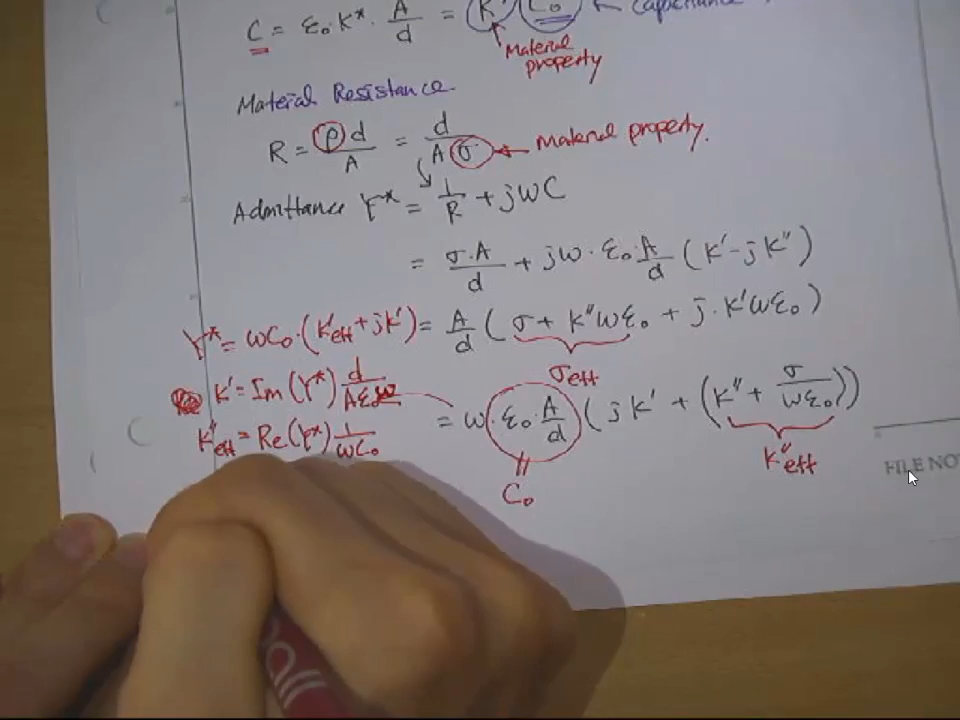 C = ε₀·K*· A/d = K* C₀ ← Capacitance
Material property
Material Resistance.
R = ρd/A = d/Aσ ← Material property.
Admittance Y* = 1/R + jωC
= σ·A/d + jω·ε₀ A/d (K' - jK")
Y* = ωC₀·(K"eff + jK') = A/d (σ + K"ωε₀ + j·K'ωε₀)
σeff
K' = Im(Y*) d/Aε₀ω
= ω·ε₀·A/d (jK' + (K" + σ/ωε₀))
K"eff = Re(Y*) 1/ωC₀
K"eff
C₀
FILE NO
all